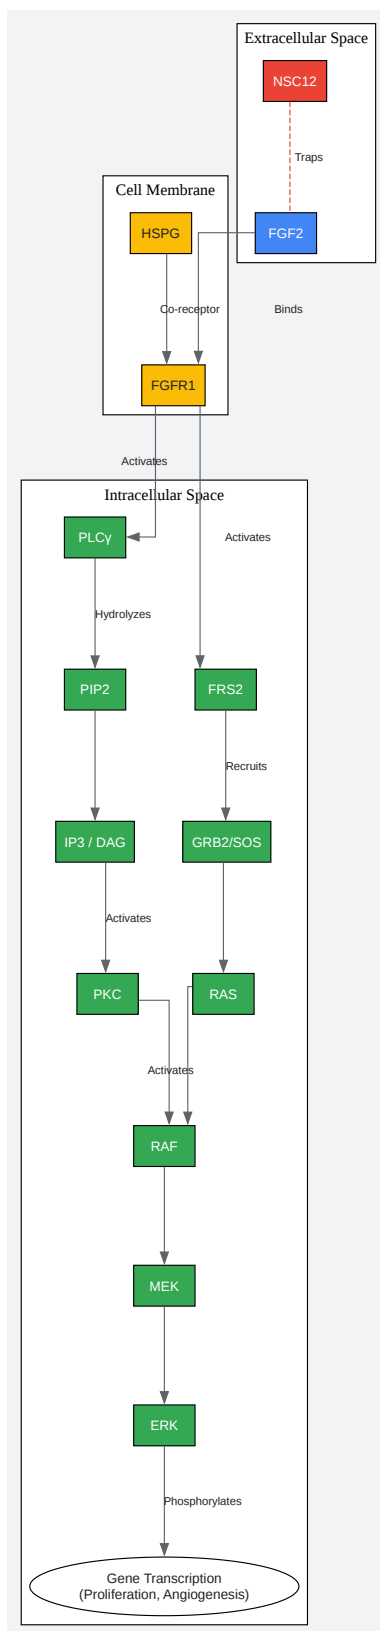 Extracellular Space
NSC12
Traps
Cell Membrane
HSPG
FGF2
Co-receptor
Binds
FGFR1
Activates
Intracellular Space
PLCγ
Activates
Hydrolyzes
PIP2
FRS2
Recruits
IP3 / DAG
GRB2/SOS
Activates
PKC
RAS
Activates
RAF
MEK
ERK
Phosphorylates
Gene Transcription
(Proliferation, Angiogenesis)